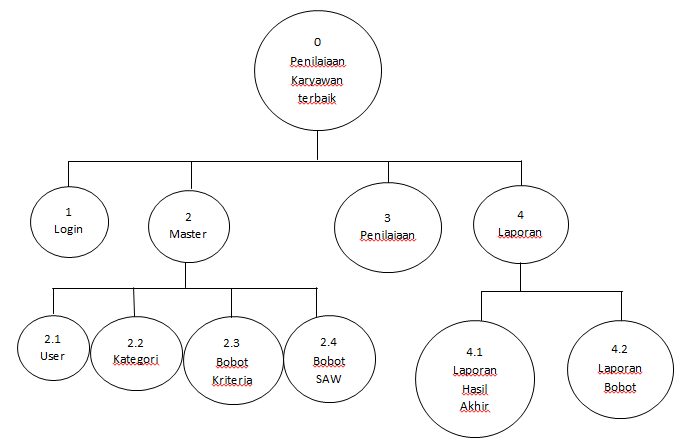 0
Penilaiaan
Karyawan
terbaik
1
Login
2
Master
3
Penilaiaan
4
Laporan
2.1
User
2.2
Kategori
2.3
Bobot
Kriteria
2.4
Bobot
SAW
4.1
Laporan
Hasil
Akhir
4.2
Laporan
Bobot